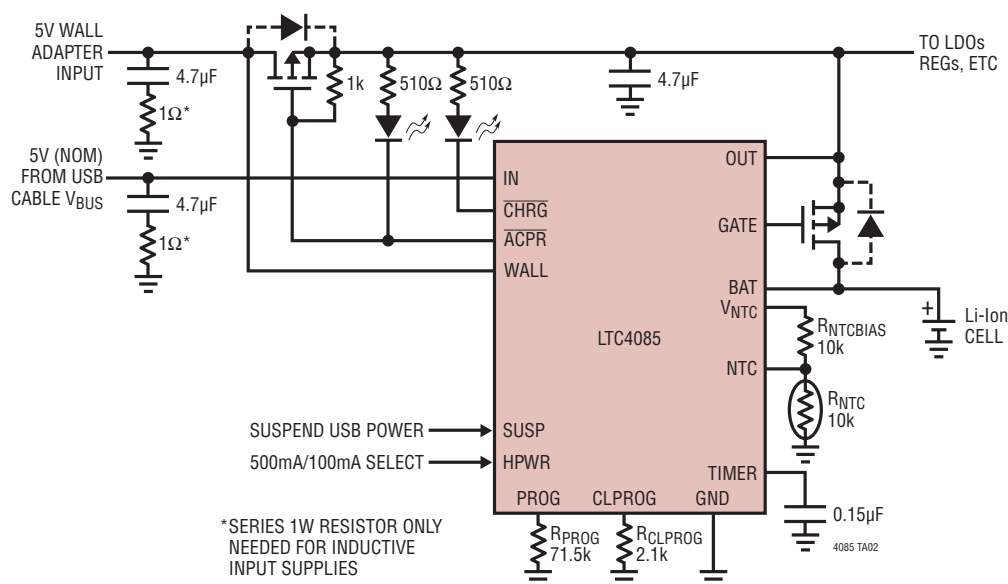 5V WALL
ADAPTER
INPUT
4.7µF
1Ω*
1k
510Ω
510Ω
4.7µF
TO LDOs
REGs, ETC
5V (NOM)
FROM USB
CABLE VBUS
4.7µF
1Ω*
IN
CHRG
ACPR
WALL
OUT
GATE
BAT
VNTC
LTC4085
NTC
RNTCBIAS
10k
Li-Ion
CELL
+
RNTC
10k
SUSPEND USB POWER
SUSP
500mA/100mA SELECT
HPWR
TIMER
PROG
CLPROG
GND
0.15µF
*SERIES 1W RESISTOR ONLY
NEEDED FOR INDUCTIVE
INPUT SUPPLIES
RPROG
71.5k
RCLPROG
2.1k
4085 TA02